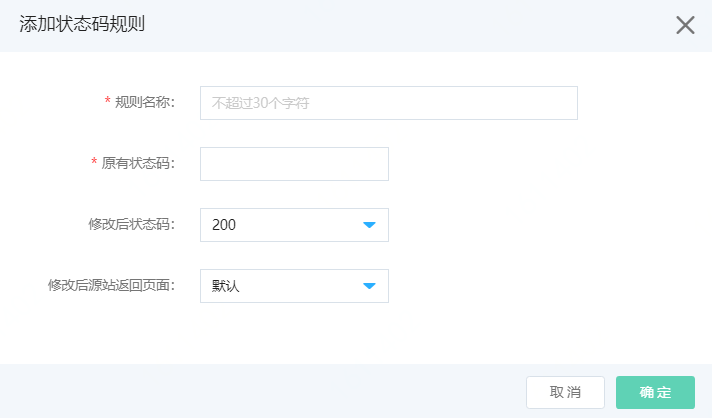 添加状态码规则
* 规则名称：
不超过30个字符
* 原有状态码：
修改后状态码：
200
修改后源站返回页面：
默认
取消
确定